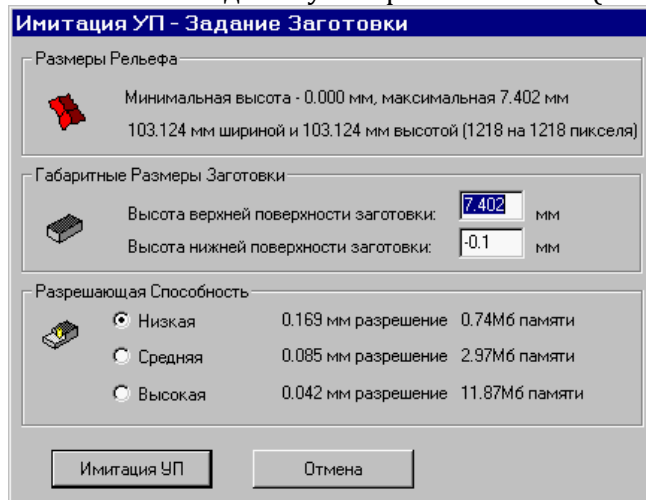 Имитация УП - Задание Заготовки
Размеры Рельефа
Минимальная высота - 0.000 мм, максимальная 7.402 мм
103.124 мм шириной и 103.124 мм высотой (1218 на 1218 пикселя)
Габаритные Размеры Заготовки
Высота верхней поверхности заготовки: 7.402 мм
Высота нижней поверхности заготовки: -0.1 мм
Разрешающая Способность
Низкая 0.169 мм разрешение 0.74Мб памяти
Средняя 0.085 мм разрешение 2.97Мб памяти
Высокая 0.042 мм разрешение 11.87Мб памяти
Имитация УП Отмена